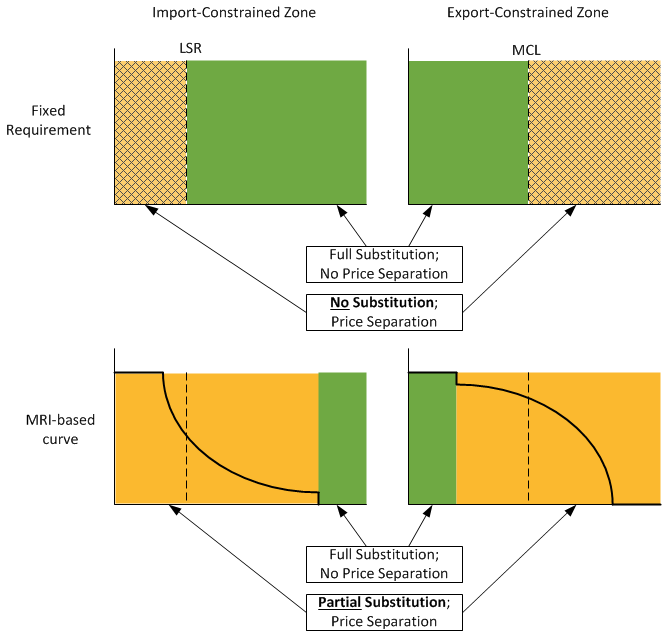 Import-Constrained Zone
Export-Constrained Zone
LSR
MCL
Fixed
Requirement
Full Substitution;
No Price Separation
No Substitution;
Price Separation
MRI-based
curve
Full Substitution;
No Price Separation
Partial Substitution;
Price Separation